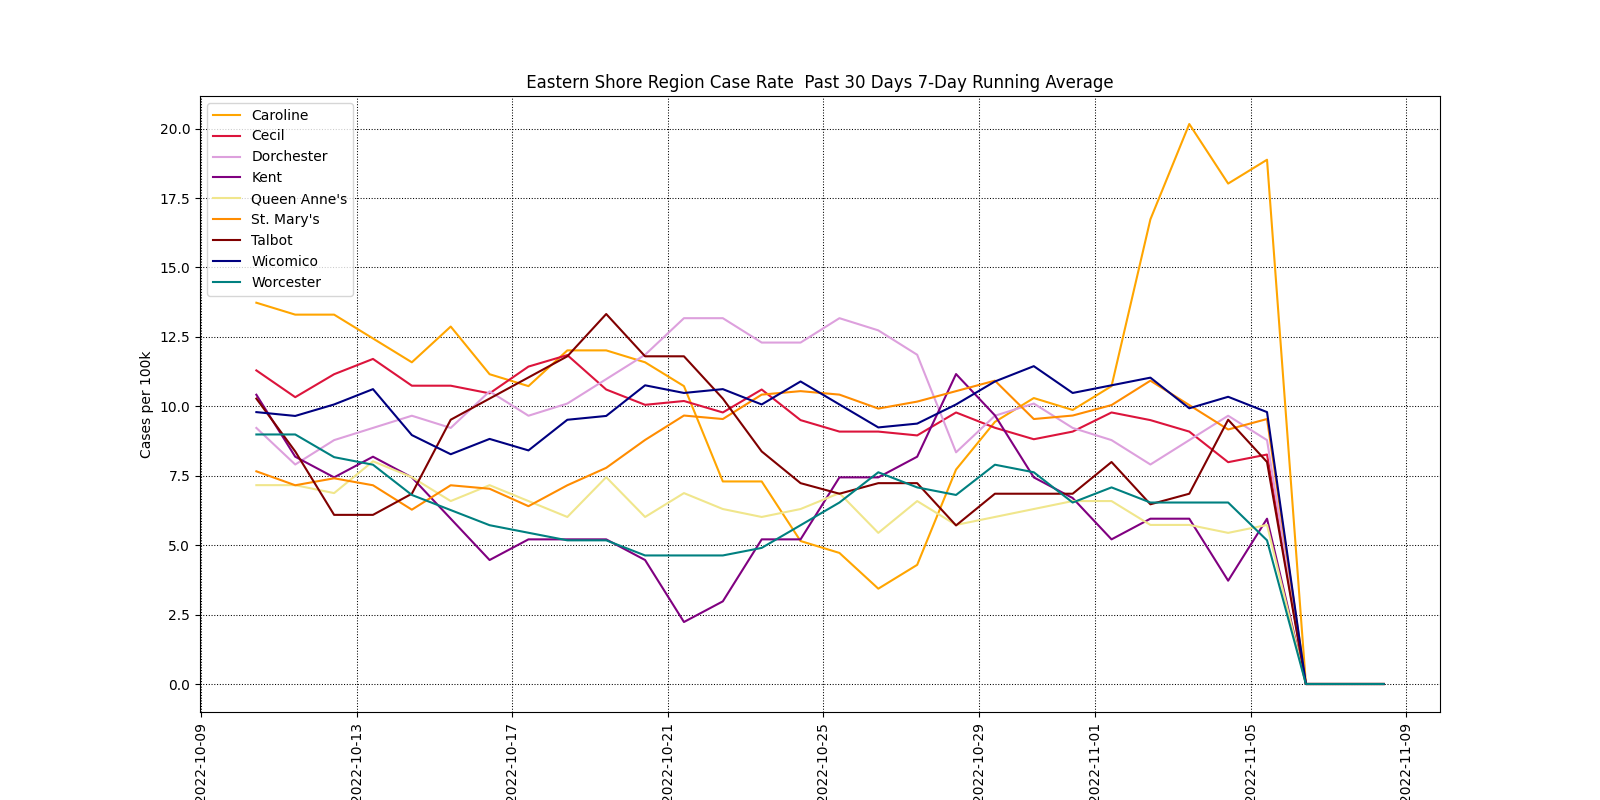 Eastern Shore Region Case Rate  Past 30 Days 7-Day Running Average
Cases per 100k
20.0
17.5
15.0
12.5
10.0
7.5
5.0
2.5
0.0
Caroline
Cecil
Dorchester
Kent
Queen Anne's
St. Mary's
Talbot
Wicomico
Worcester
2022-10-09
2022-10-13
2022-10-17
2022-10-21
2022-10-25
2022-10-29
2022-11-01
2022-11-05
2022-11-09